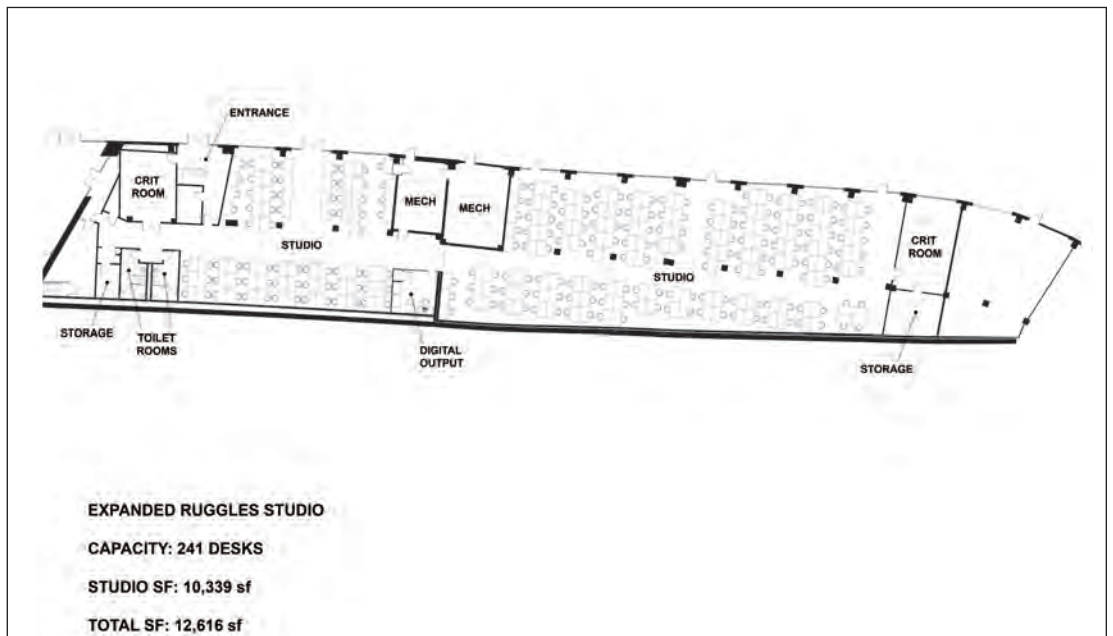 ENTRANCE
CRIT
ROOM
MECH
MECH
STUDIO
CRIT
ROOM
STUDIO
STORAGE
TOILET
ROOMS
DIGITAL
OUTPUT
STORAGE
EXPANDED RUGGLES STUDIO
CAPACITY: 241 DESKS
STUDIO SF: 10,339 sf
TOTAL SF: 12,616 sf